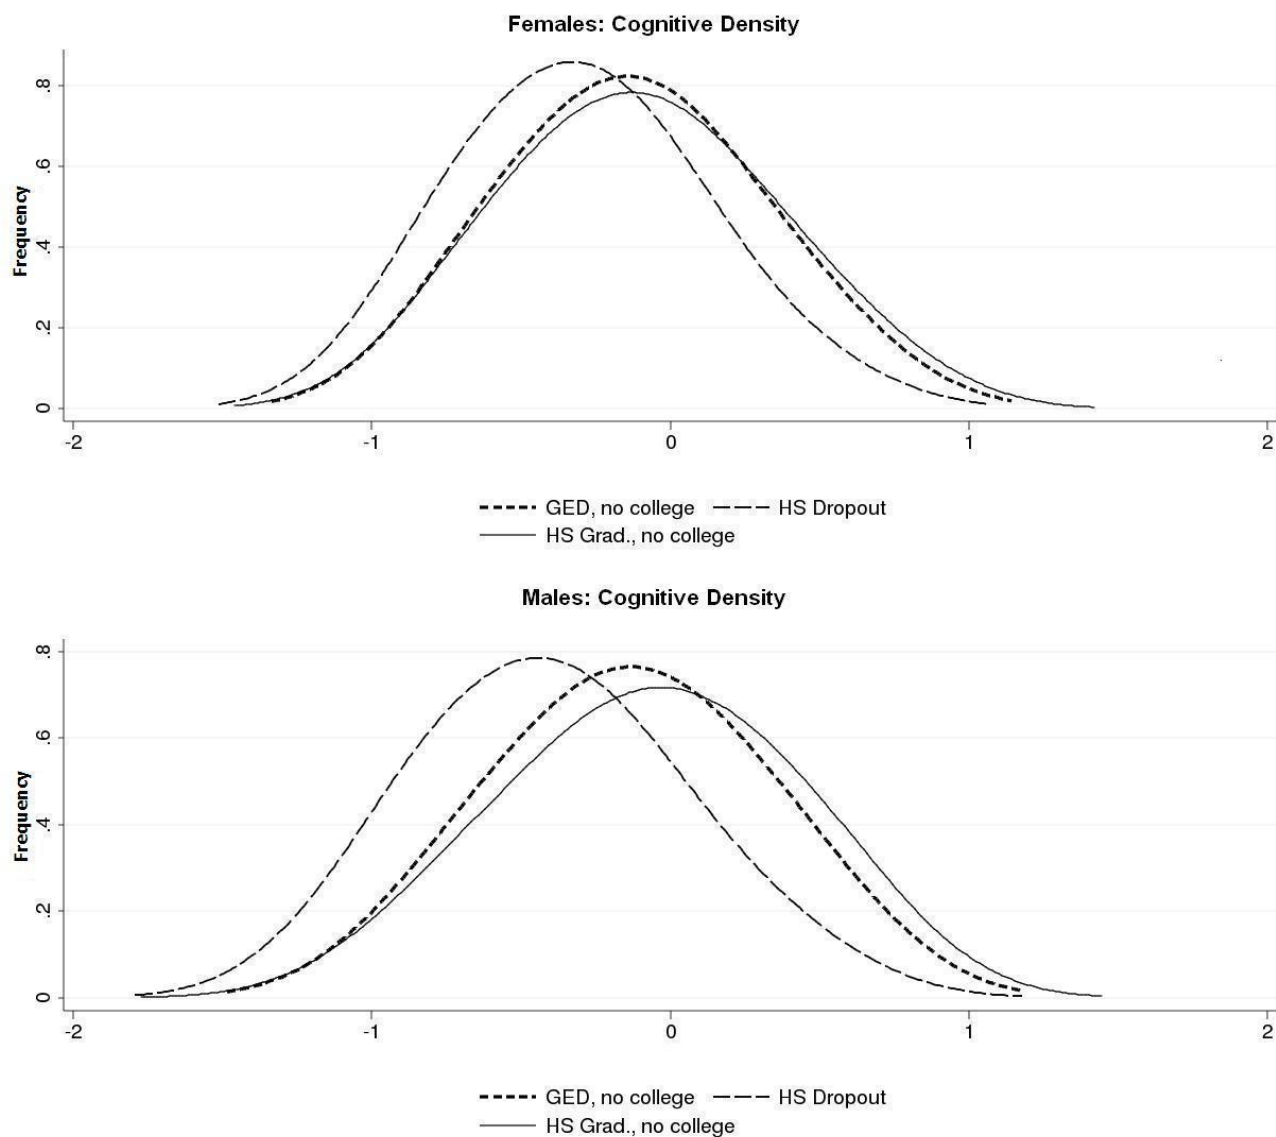 Females: Cognitive Density
Frequency
.8
.6
.4
.2
0
-2 -1 0 1 2
GED, no college HS Dropout
HS Grad., no college
Males: Cognitive Density
Frequency
.8
.6
.4
.2
0
-2 -1 0 1 2
GED, no college HS Dropout
HS Grad., no college